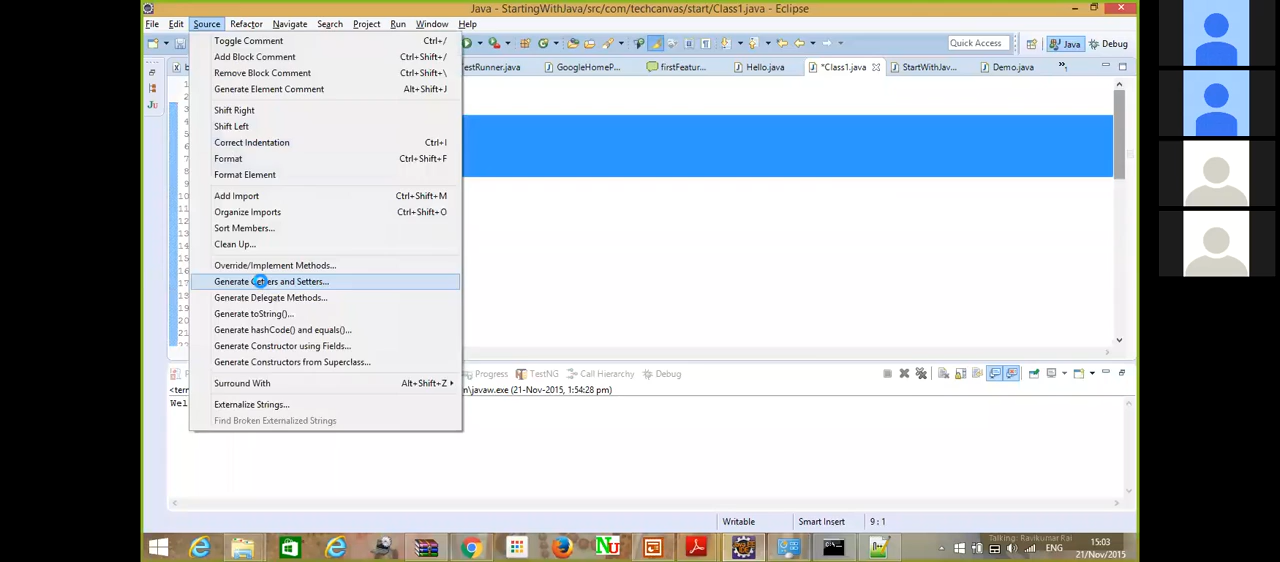 Java - StartingWithJava/src/com/techcanvas/start/Class1.java - Eclipse
File Edit Source Refactor Navigate Search Project Run Window Help
Toggle Comment Ctrl+/
Quick Access Java Debug
Add Block Comment Ctrl+Shift+/
estRunner.java GoogleHomeP... firstFeatur... Hello.java *Class1.java StartWithJav... Demo.java
Remove Block Comment Ctrl+Shift+\
Generate Element Comment Alt+Shift+J
Shift Right
Shift Left
Correct Indentation Ctrl+I
Format Ctrl+Shift+F
Format Element
Add Import Ctrl+Shift+M
Organize Imports Ctrl+Shift+O
Sort Members...
Clean Up...
Override/Implement Methods...
Generate Getters and Setters...
Generate Delegate Methods...
Generate toString()...
Generate hashCode() and equals()...
Generate Constructor using Fields...
Generate Constructors from Superclass...
Progress TestNG Call Hierarchy Debug
Surround With Alt+Shift+Z
<ter n\javaw.exe (21-Nov-2015, 1:54:28 pm)
Wel
Externalize Strings...
Find Broken Externalized Strings
Writable Smart Insert 9 : 1
Talking: Ravikumar Rai
ENG 15:03
21/Nov/2015